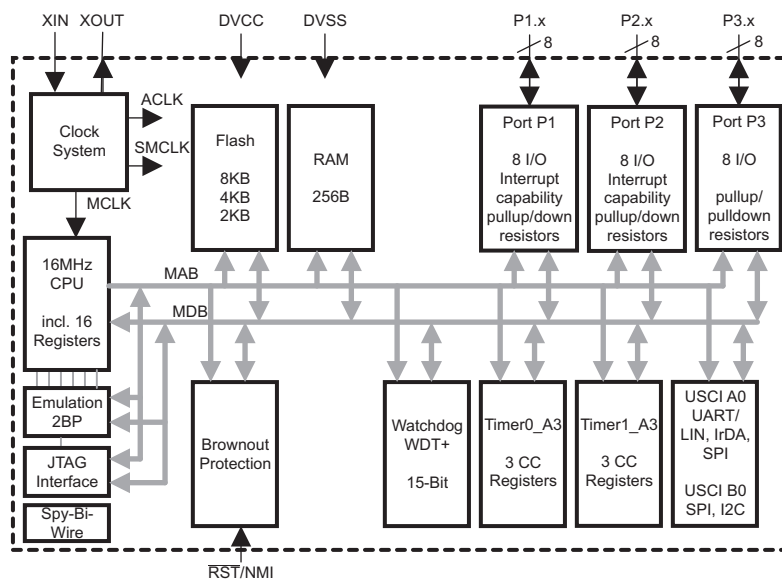 XIN
XOUT
DVCC
DVSS
P1.x
P2.x
P3.x
8
8
8
Clock
System
ACLK
SMCLK
MCLK
Flash
8KB
4KB
2KB
RAM
256B
Port P1
8 I/O
Interrupt
capability
pullup/down
resistors
Port P2
8 I/O
Interrupt
capability
pullup/down
resistors
Port P3
8 I/O
pullup/
pulldown
resistors
16MHz
CPU
incl. 16
Registers
MAB
MDB
Emulation
2BP
JTAG
Interface
Spy-Bi-
Wire
Brownout
Protection
Watchdog
WDT+
15-Bit
Timer0_A3
3 CC
Registers
Timer1_A3
3 CC
Registers
USCI A0
UART/
LIN, IrDA,
SPI
USCI B0
SPI, I2C
RST/NMI